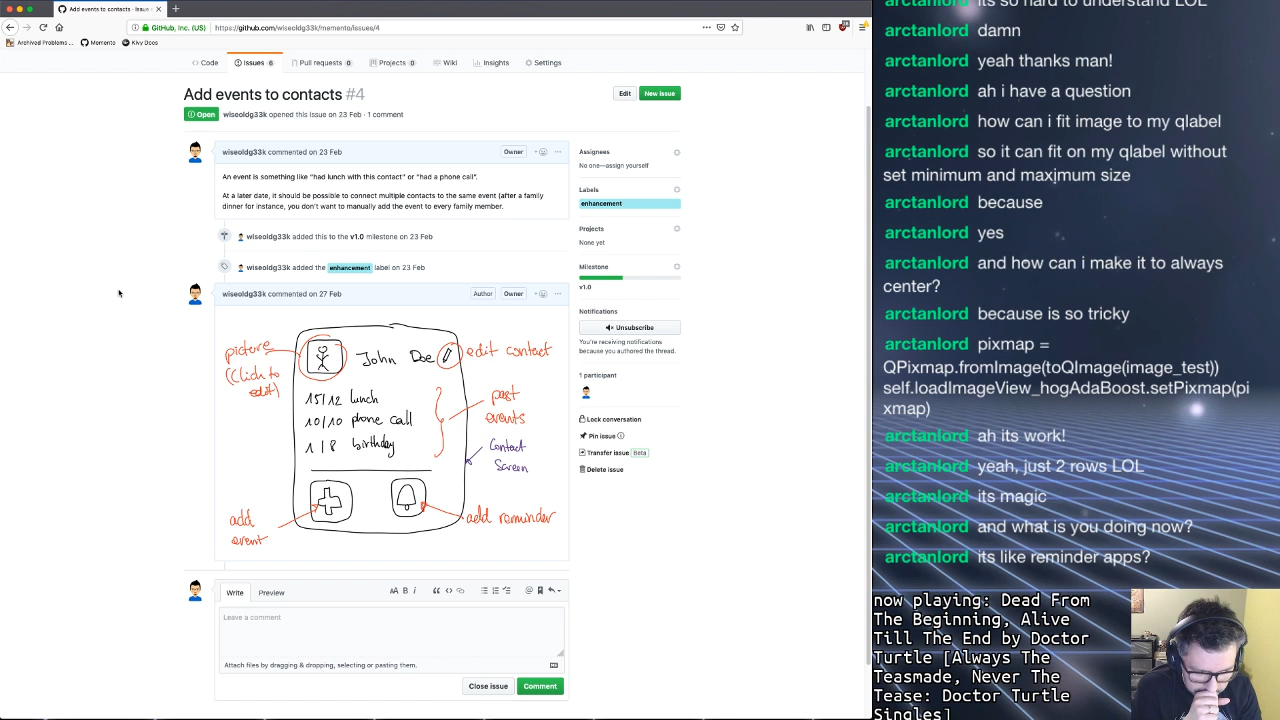 Add events to contacts · Issue
GitHub, Inc. (US)
https://github.com/wiseoldg33k/memento/issues/4
Archived Problems ...
Memento
Kivy Docs
Code
Issues 6
Pull requests 0
Projects 0
Wiki
Insights
Settings
Add events to contacts #4
Edit
New issue
Open
wiseoldg33k opened this issue on 23 Feb · 1 comment
wiseoldg33k commented on 23 Feb
Owner
An event is something like "had lunch with this contact" or "had a phone call".
At a later date, it should be possible to connect multiple contacts to the same event (after a family
dinner for instance, you don't want to manually add the event to every family member.
wiseoldg33k added this to the v1.0 milestone on 23 Feb
wiseoldg33k added the enhancement label on 23 Feb
wiseoldg33k commented on 27 Feb
Author
Owner
picture
(click to
edit)
John Doe
edit contact
15/12 lunch
10/10 phone call
1/8 birthday
past
events
Contact
Screen
add
event
add reminder
Write
Preview
AA B i
Leave a comment
Attach files by dragging & dropping, selecting or pasting them.
Close issue
Comment
Assignees
No one—assign yourself
Labels
enhancement
Projects
None yet
Milestone
v1.0
Notifications
Unsubscribe
You're receiving notifications
because you authored the thread.
1 participant
Lock conversation
Pin issue
Transfer issue Beta
Delete issue
arctanlord its so hard to understand LOL
arctanlord damn
arctanlord yeah thanks man!
arctanlord ah i have a question
arctanlord how can i fit image to my qlabel
arctanlord so it can fit on my qlabel without
set minimum and maximum size
arctanlord because
arctanlord yes
arctanlord and how can i make it to always
center?
arctanlord because is so tricky
arctanlord pixmap =
QPixmap.fromImage(toQImage(image_test))
self.loadImageView_hogAdaBoost.setPixmap(pi
xmap)
arctanlord ah its work!
arctanlord yeah, just 2 rows LOL
arctanlord its magic
arctanlord and what is you doing now?
arctanlord its like reminder apps?
now playing: Dead From
The Beginning, Alive
Till The End by Doctor
Turtle [Always The
Teasmade, Never The
Tease: Doctor Turtle
Singles]